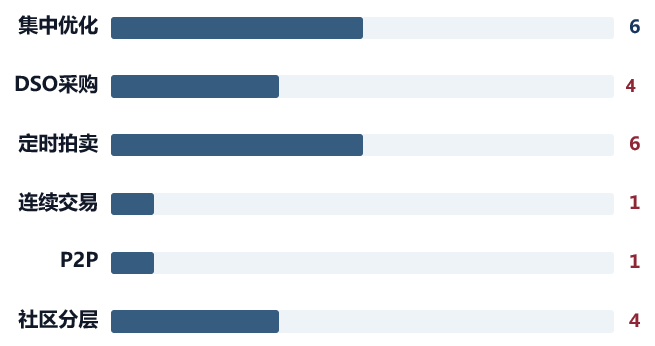 集中优化 6
DSO采购 4
定时拍卖 6
连续交易 1
P2P 1
社区分层 4